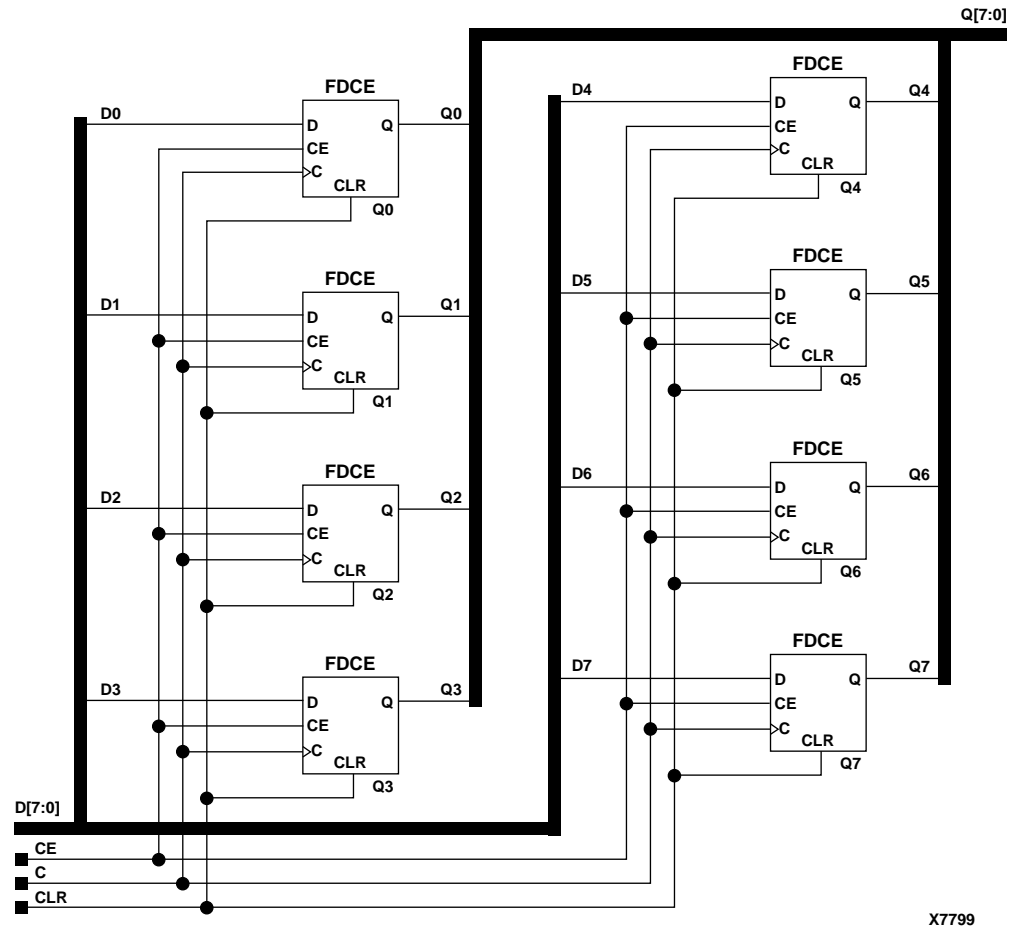 Q[7:0]
FDCE
D0
D
Q
Q0
CE
C
CLR
Q0
FDCE
D1
D
Q
Q1
CE
C
CLR
Q1
FDCE
D2
D
Q
Q2
CE
C
CLR
Q2
FDCE
D3
D
Q
Q3
CE
C
CLR
Q3
FDCE
D4
D
Q
Q4
CE
C
CLR
Q4
FDCE
D5
D
Q
Q5
CE
C
CLR
Q5
FDCE
D6
D
Q
Q6
CE
C
CLR
Q6
FDCE
D7
D
Q
Q7
CE
C
CLR
Q7
D[7:0]
CE
C
CLR
X7799